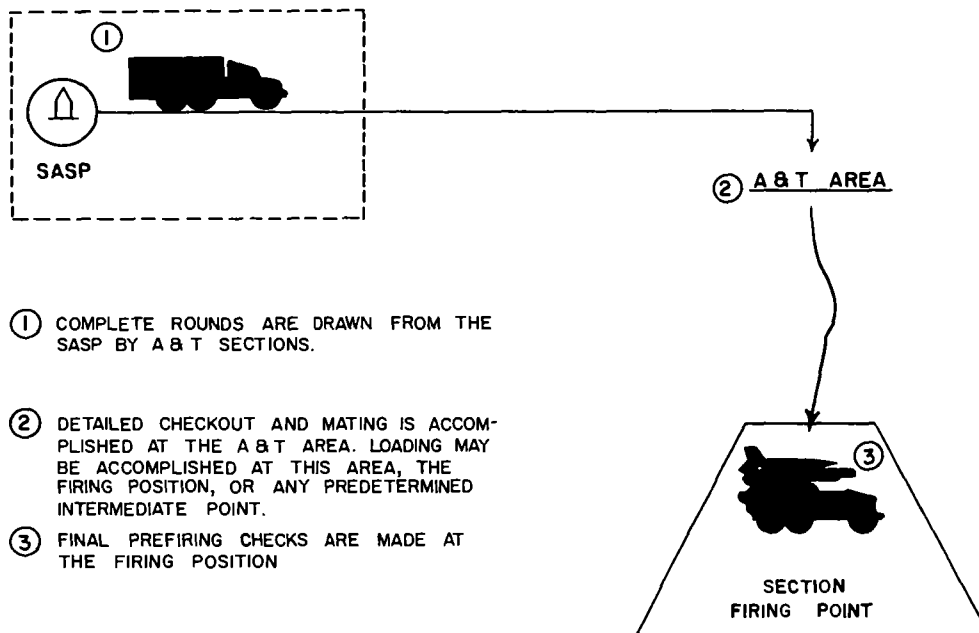 ①
SASP
② A & T AREA
① COMPLETE ROUNDS ARE DRAWN FROM THE
SASP BY A & T SECTIONS.
② DETAILED CHECKOUT AND MATING IS ACCOM-
PLISHED AT THE A & T AREA. LOADING MAY
BE ACCOMPLISHED AT THIS AREA, THE
FIRING POSITION, OR ANY PREDETERMINED
INTERMEDIATE POINT.
③ FINAL PREFIRING CHECKS ARE MADE AT
THE FIRING POSITION
③
SECTION
FIRING POINT